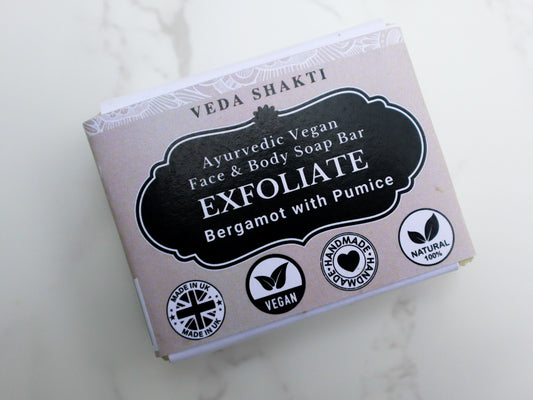 VEDA SHAKTI
Ayurvedic Vegan
Face & Body Soap Bar
EXFOLIATE
Bergamot with Pumice
MADE IN UK
MADE IN UK
VEGAN
HANDMADE
HANDMADE
NATURAL
100%